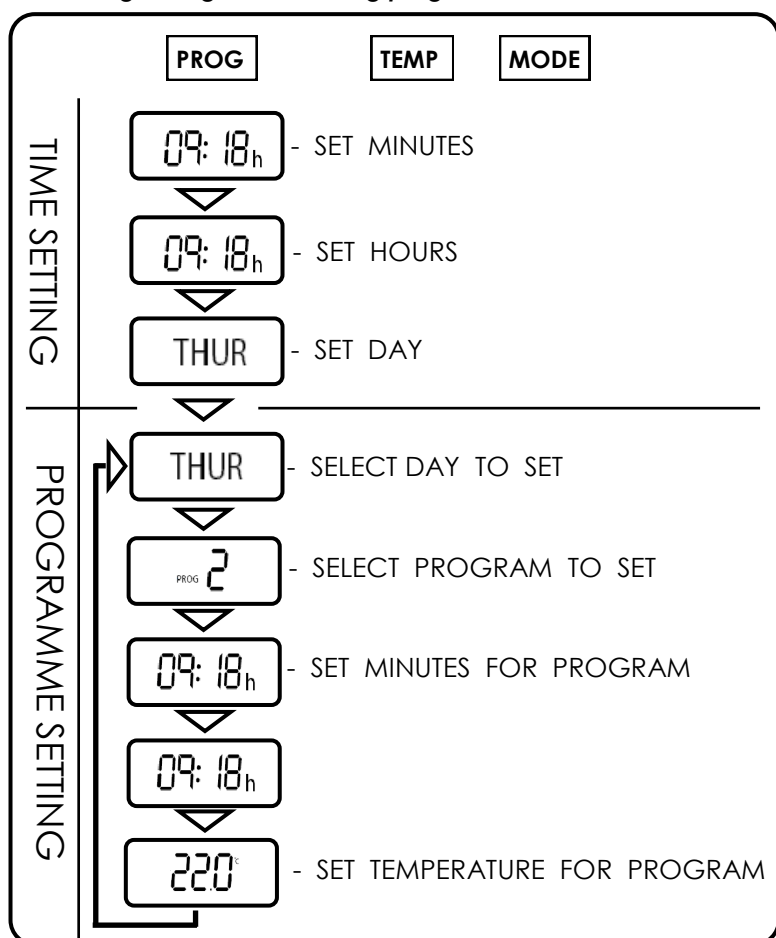 PROG TEMP MODE
TIME SETTING
09:18h - SET MINUTES
09:18h - SET HOURS
THUR - SET DAY
PROGRAMME SETTING
THUR - SELECT DAY TO SET
PROG 2 - SELECT PROGRAM TO SET
09:18h - SET MINUTES FOR PROGRAM
09:18h
22.0°C - SET TEMPERATURE FOR PROGRAM